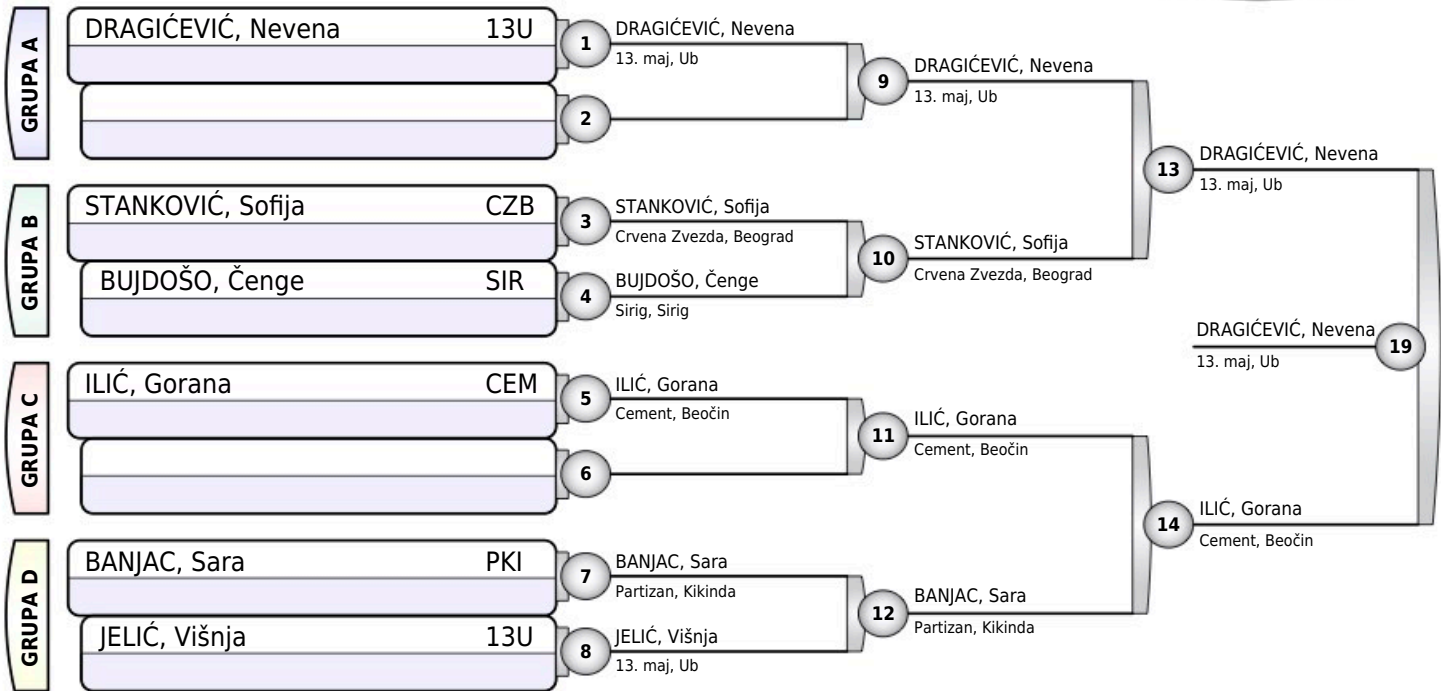 GRUPA A
DRAGIĆEVIĆ, Nevena 13U
1
DRAGIĆEVIĆ, Nevena
13. maj, Ub
2
9
DRAGIĆEVIĆ, Nevena
13. maj, Ub
GRUPA B
STANKOVIĆ, Sofija CZB
3
STANKOVIĆ, Sofija
Crvena Zvezda, Beograd
BUJDOŠO, Čenge SIR
4
BUJDOŠO, Čenge
Sirig, Sirig
10
STANKOVIĆ, Sofija
Crvena Zvezda, Beograd
13
DRAGIĆEVIĆ, Nevena
13. maj, Ub
GRUPA C
ILIĆ, Gorana CEM
5
ILIĆ, Gorana
Cement, Beočin
6
11
ILIĆ, Gorana
Cement, Beočin
GRUPA D
BANJAC, Sara PKI
7
BANJAC, Sara
Partizan, Kikinda
JELIĆ, Višnja 13U
8
JELIĆ, Višnja
13. maj, Ub
12
BANJAC, Sara
Partizan, Kikinda
14
ILIĆ, Gorana
Cement, Beočin
DRAGIĆEVIĆ, Nevena
13. maj, Ub
19